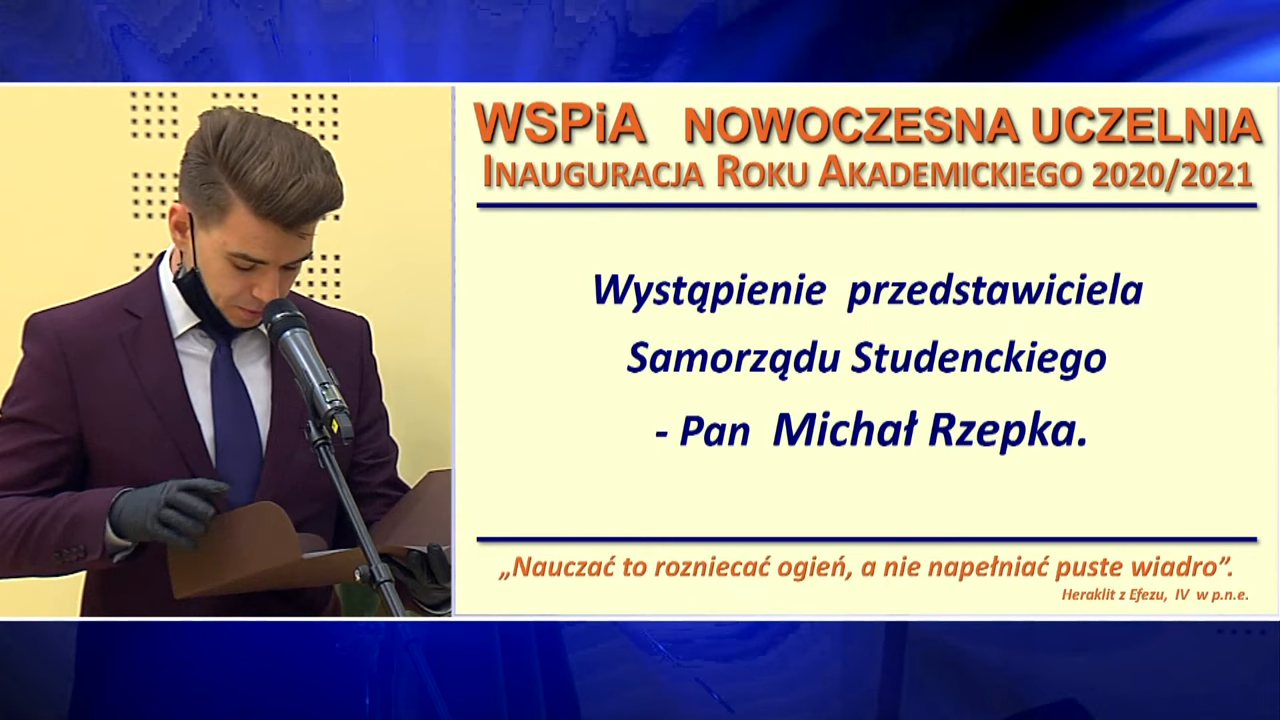 WSPiA NOWOCZESNA UCZELNIA
INAUGURACJA ROKU AKADEMICKIEGO 2020/2021
Wystąpienie przedstawiciela
Samorządu Studenckiego
- Pan Michał Rzepka.
„Nauczać to rozniecać ogień, a nie napełniać puste wiadro”.
Heraklit z Efezu, IV w p.n.e.